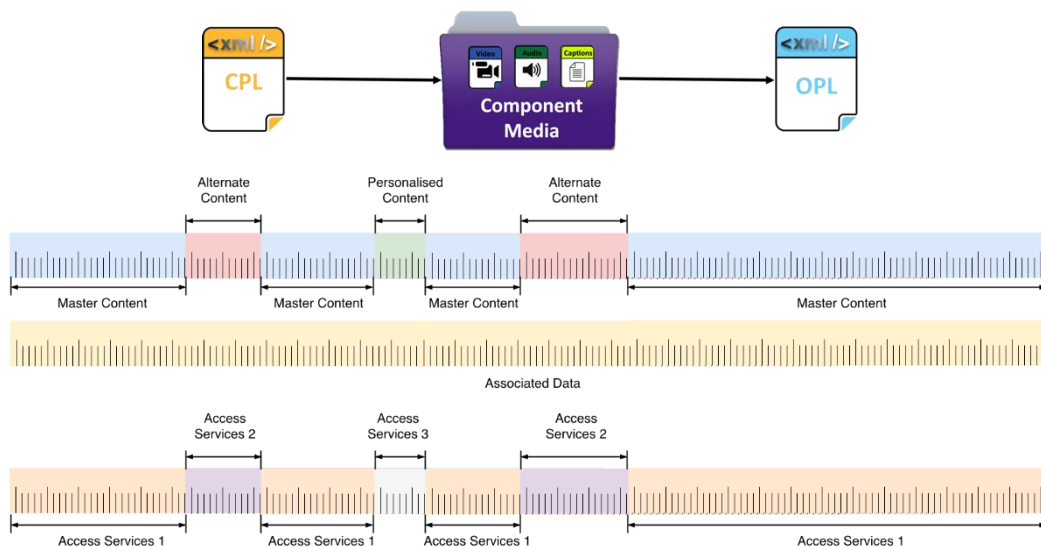 <xml/>
CPL
Video
Audio
Captions
Component
Media
<xml/>
OPL
Alternate
Content
Personalised
Content
Alternate
Content
Master Content
Master Content
Master Content
Master Content
Associated Data
Access
Services 2
Access
Services 3
Access
Services 2
Access Services 1
Access Services 1
Access Services 1
Access Services 1